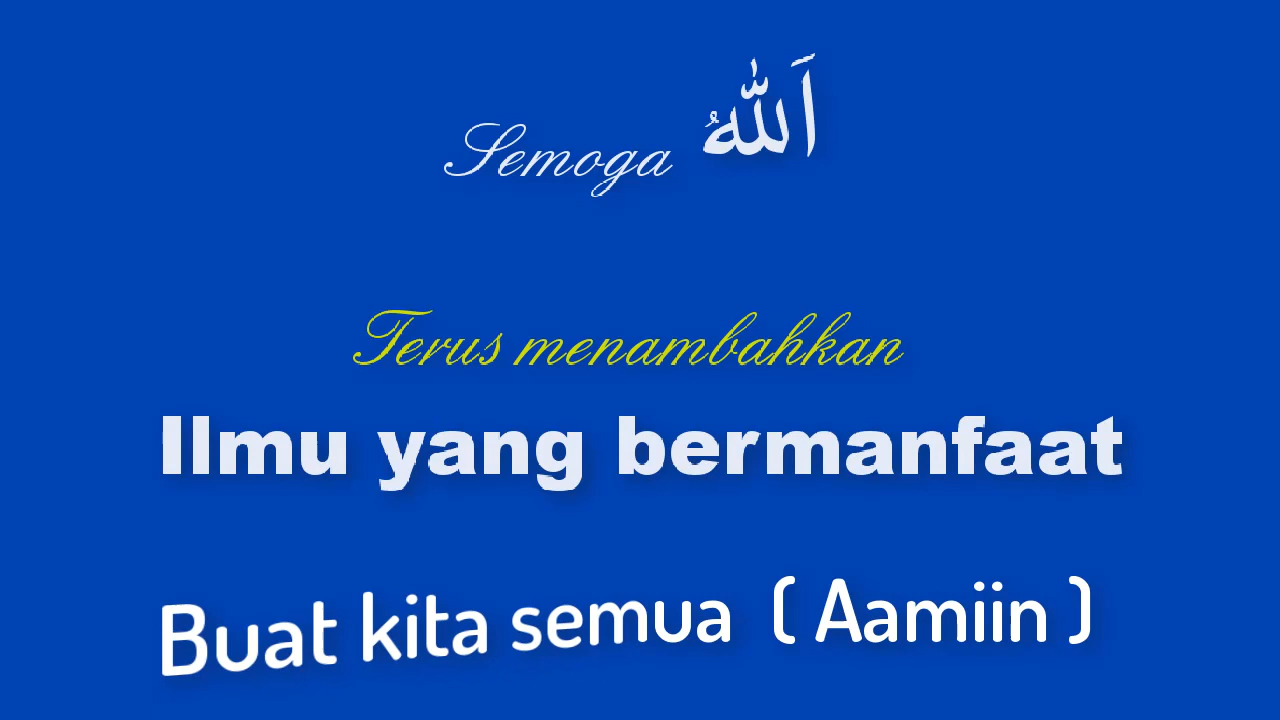 Semoga اَللّٰهُ
Terus menambahkan
Ilmu yang bermanfaat
Buat kita semua ( Aamiin )